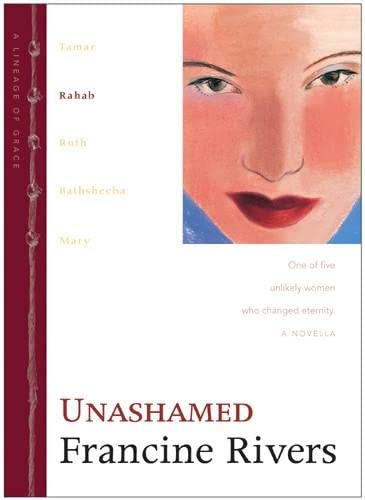 A LINEAGE OF GRACE
Tamar
Rahab
Ruth
Bathsheba
Mary
One of five
unlikely women
who changed eternity.
A NOVELLA
UNASHAMED
Francine Rivers